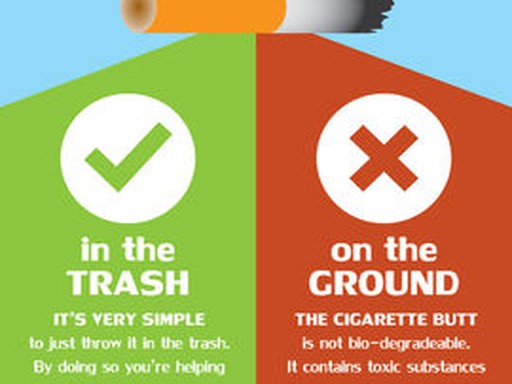 in the
TRASH
IT'S VERY SIMPLE
to just throw it in the trash.
By doing so you're helping
on the
GROUND
THE CIGARETTE BUTT
is not bio-degradeable.
It contains toxic substances